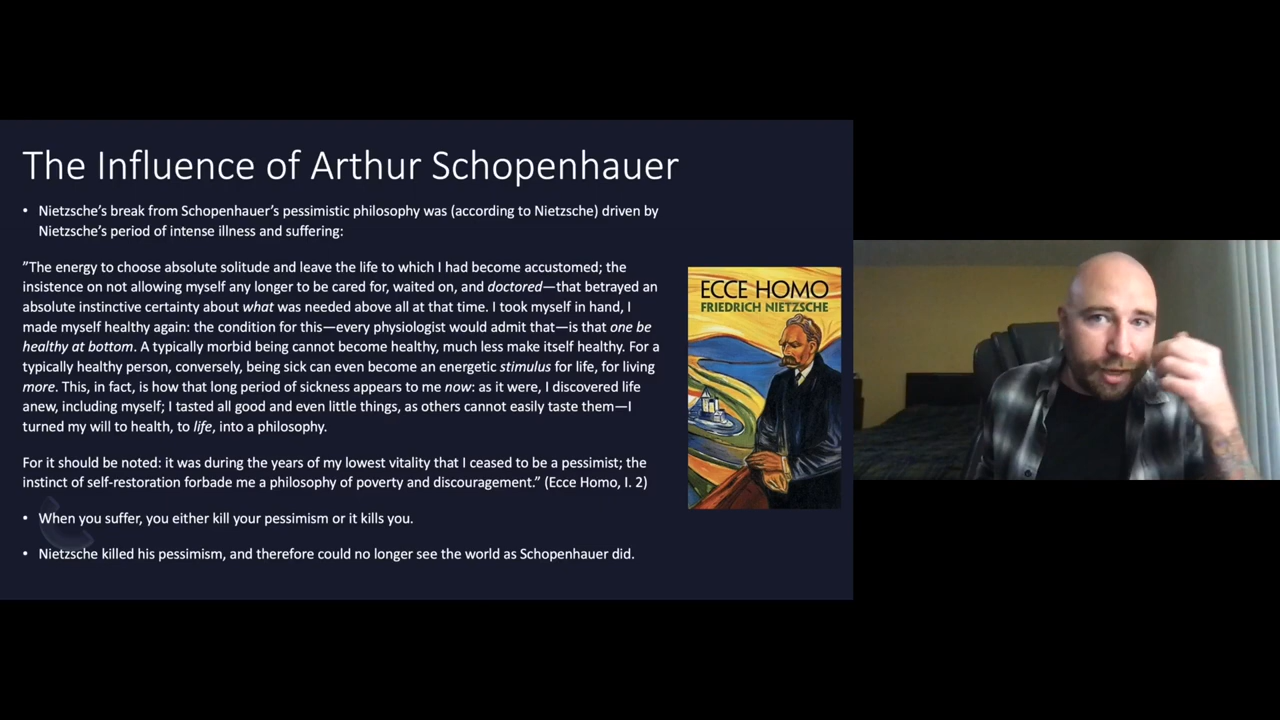 The Influence of Arthur Schopenhauer
• Nietzsche's break from Schopenhauer's pessimistic philosophy was (according to Nietzsche) driven by
Nietzsche's period of intense illness and suffering:
"The energy to choose absolute solitude and leave the life to which I had become accustomed; the
insistence on not allowing myself any longer to be cared for, waited on, and doctored—that betrayed an
absolute instinctive certainty about what was needed above all at that time. I took myself in hand, I
made myself healthy again: the condition for this—every physiologist would admit that—is that one be
healthy at bottom. A typically morbid being cannot become healthy, much less make itself healthy. For a
typically healthy person, conversely, being sick can even become an energetic stimulus for life, for living
more. This, in fact, is how that long period of sickness appears to me now: as it were, I discovered life
anew, including myself; I tasted all good and even little things, as others cannot easily taste them—I
turned my will to health, to life, into a philosophy.
For it should be noted: it was during the years of my lowest vitality that I ceased to be a pessimist; the
instinct of self-restoration forbade me a philosophy of poverty and discouragement." (Ecce Homo, I. 2)
• When you suffer, you either kill your pessimism or it kills you.
• Nietzsche killed his pessimism, and therefore could no longer see the world as Schopenhauer did.
ECCE HOMO
FRIEDRICH NIETZSCHE